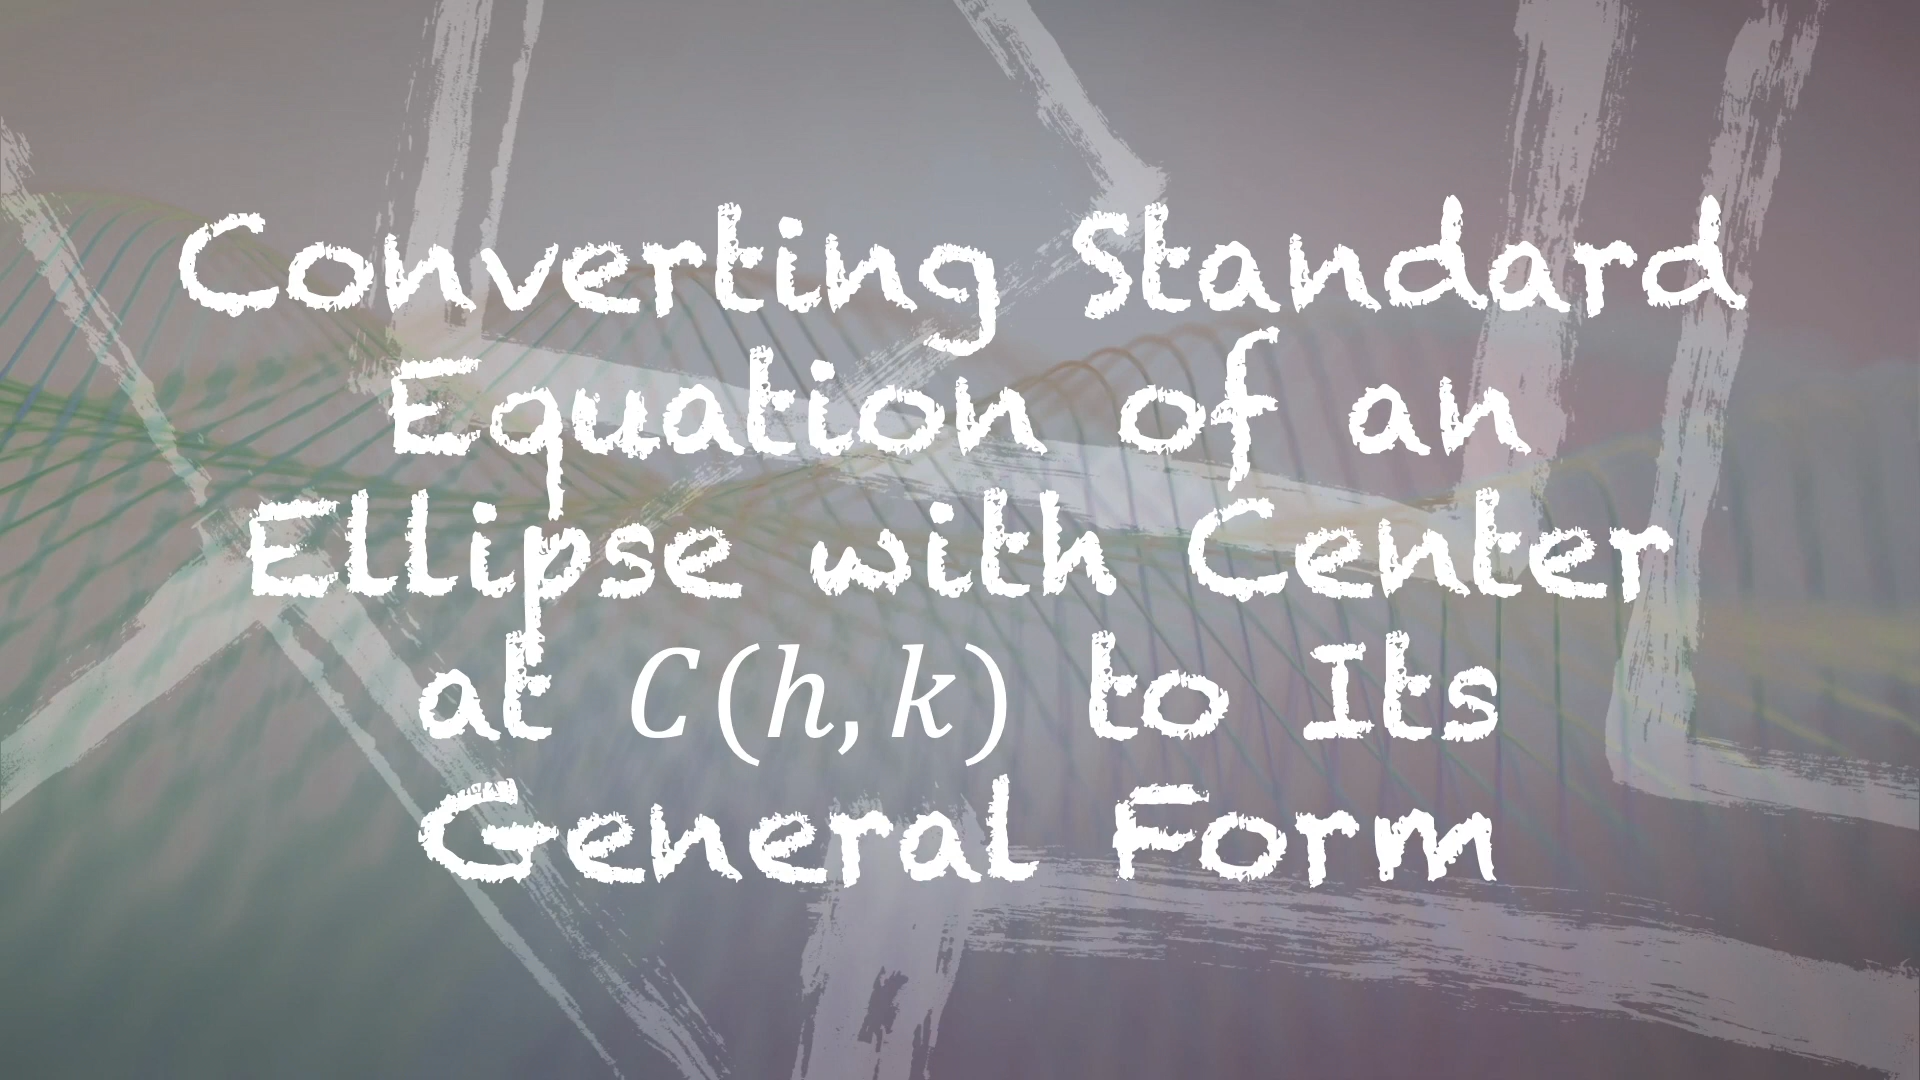 Converting Standard
Equation of an
Ellipse with Center
at C(h, k) to Its
General Form